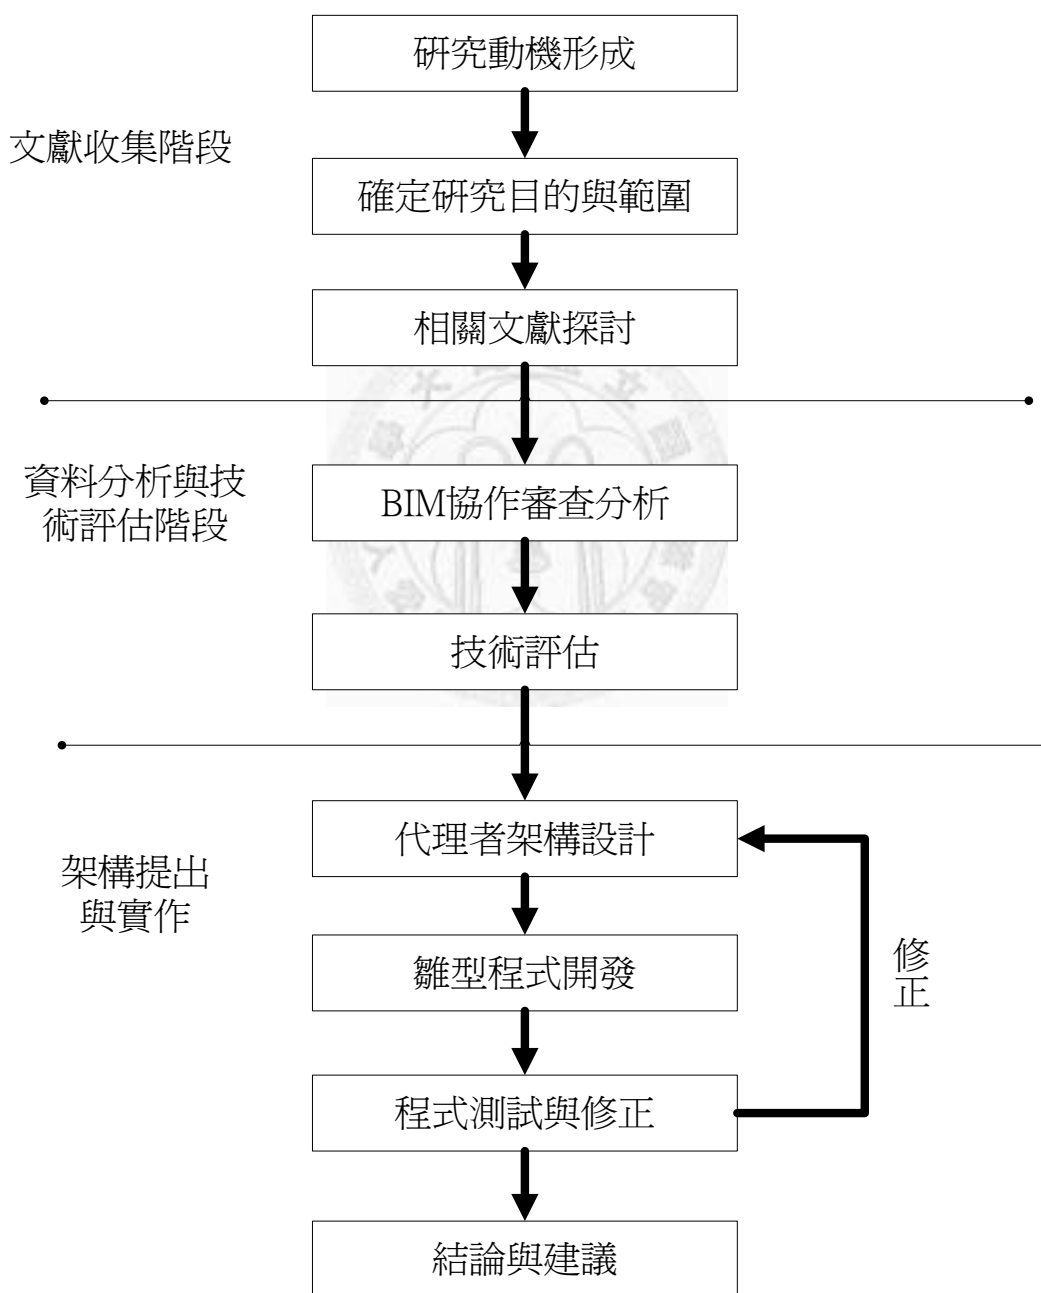 研究動機形成
文獻收集階段
確定研究目的與範圍
相關文獻探討
資料分析與技
術評估階段
BIM協作審查分析
技術評估
代理者架構設計
架構提出
與實作
雛型程式開發
修正
程式測試與修正
結論與建議